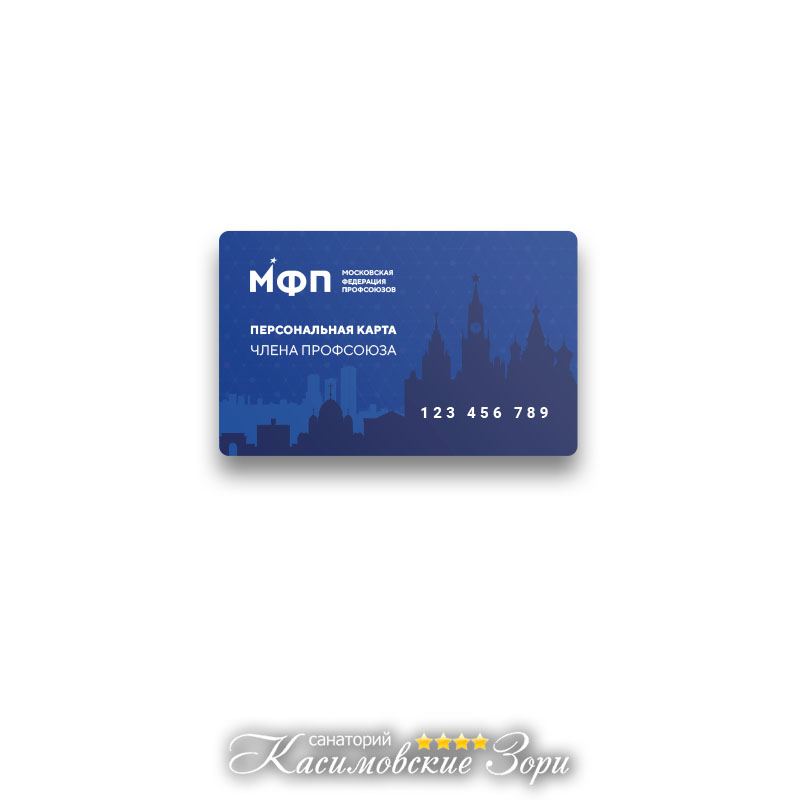 МФП
МОСКОВСКАЯ
ФЕДЕРАЦИЯ
ПРОФСОЮЗОВ
ПЕРСОНАЛЬНАЯ КАРТА
ЧЛЕНА ПРОФСОЮЗА
123 456 789
санаторий
Касимовские Зори